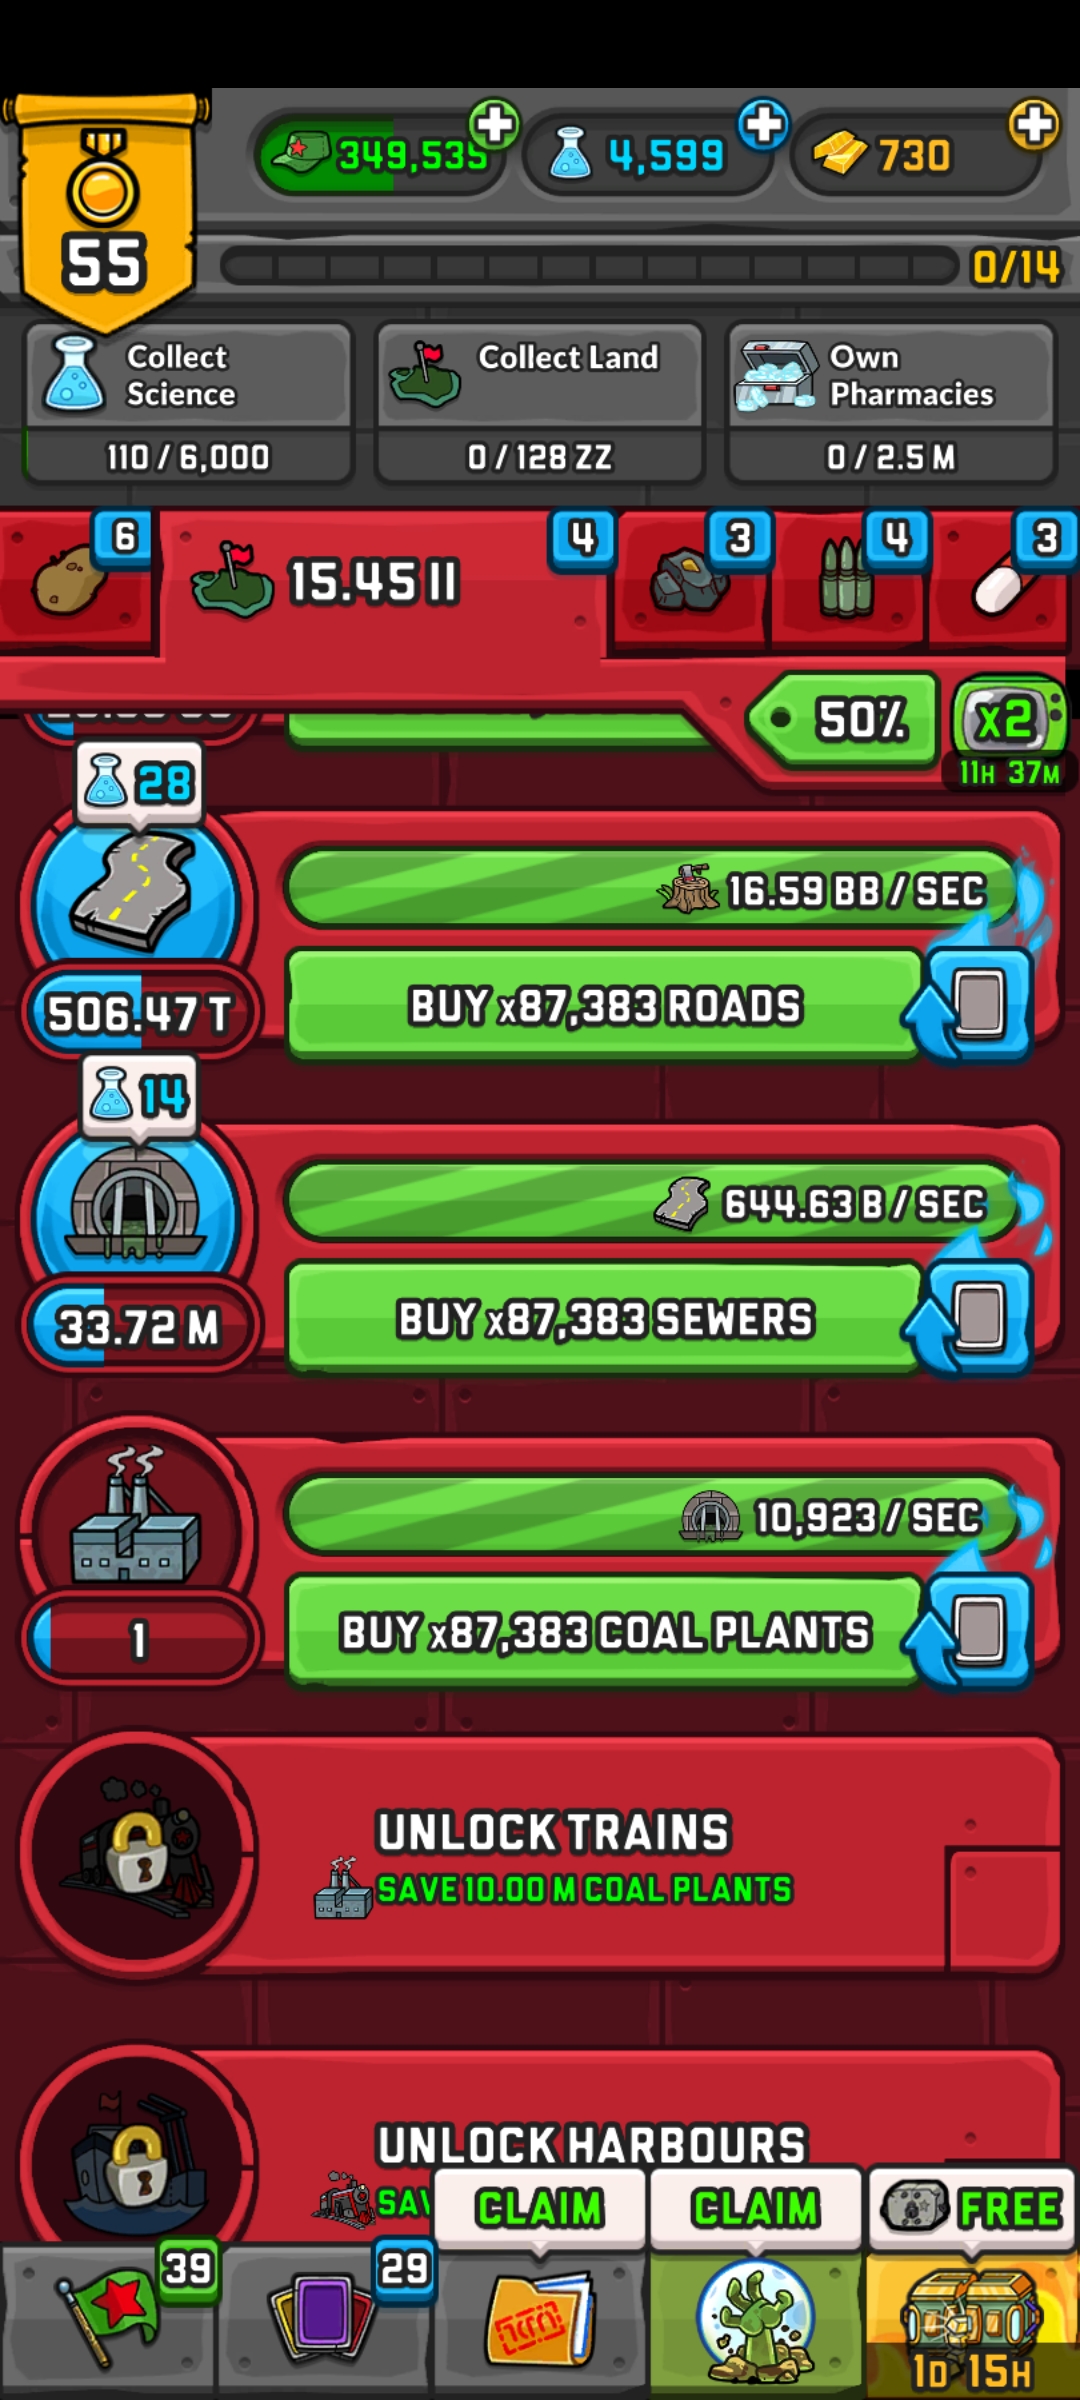 349,535
4,599
730
55
0/14
Collect Science
110 / 6,000
Collect Land
0 / 128 ZZ
Own Pharmacies
0 / 2.5 M
6
15.45 II
4
3
4
3
50%
x2
11H 37M
28
16.59 BB / SEC
506.47 T
BUY x87,383 ROADS
14
644.63 B / SEC
33.72 M
BUY x87,383 SEWERS
10,923 / SEC
1
BUY x87,383 COAL PLANTS
UNLOCK TRAINS
SAVE 10.00 M COAL PLANTS
UNLOCK HARBOURS
CLAIM
CLAIM
FREE
39
29
1D 15H